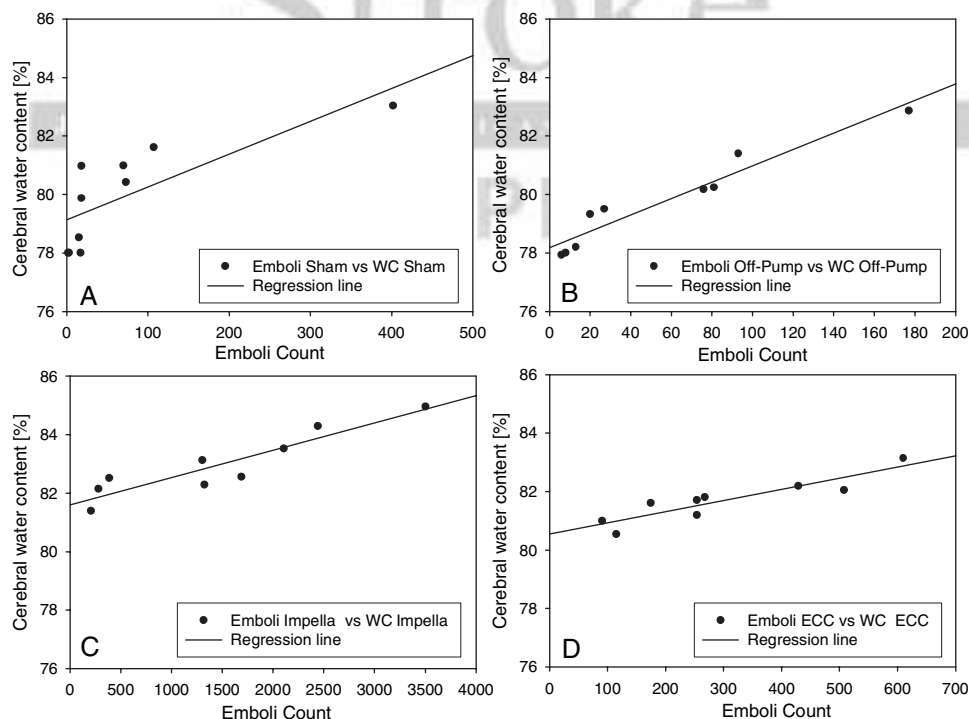 86
84
82
80
78
76
Cerebral water content [%]
Emboli Sham vs WC Sham
Regression line
A
0 100 200 300 400 500
Emboli Count
86
84
82
80
78
76
Cerebral water content [%]
Emboli Off-Pump vs WC Off-Pump
Regression line
B
0 20 40 60 80 100 120 140 160 180 200
Emboli Count
86
84
82
80
78
76
Cerebral water content [%]
Emboli Impella vs WC Impella
Regression line
C
0 500 1000 1500 2000 2500 3000 3500 4000
Emboli Count
86
84
82
80
78
76
Cerebral water content [%]
Emboli ECC vs WC ECC
Regression line
D
0 100 200 300 400 500 600 700
Emboli Count